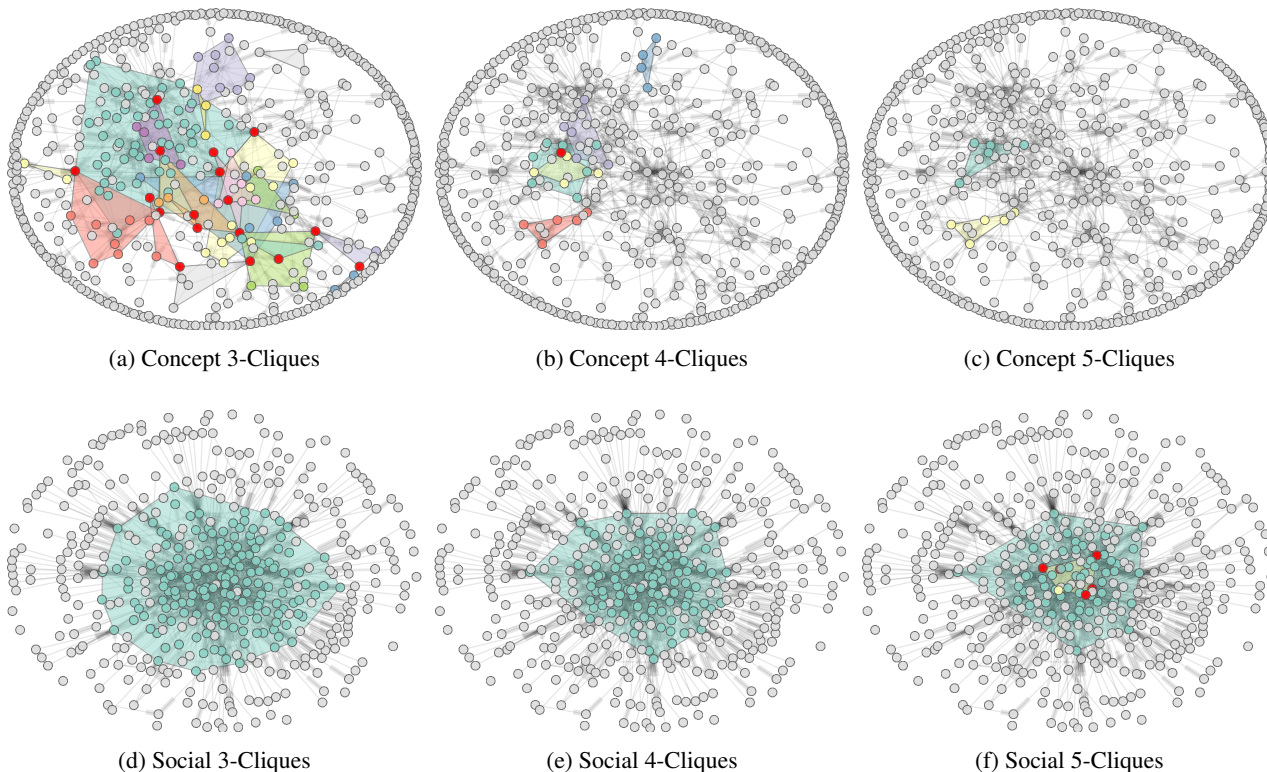 (a) Concept 3-Cliques
(b) Concept 4-Cliques
(c) Concept 5-Cliques
(d) Social 3-Cliques
(e) Social 4-Cliques
(f) Social 5-Cliques